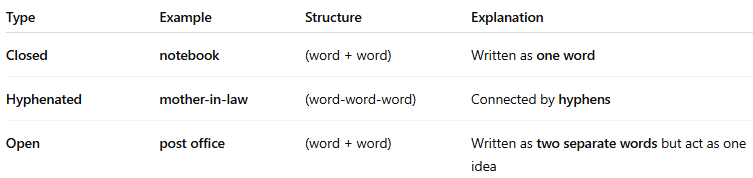 Type Example Structure Explanation
Closed notebook (word + word) Written as one word
Hyphenated mother-in-law (word-word-word) Connected by hyphens
Open post office (word + word) Written as two separate words but act as one
idea